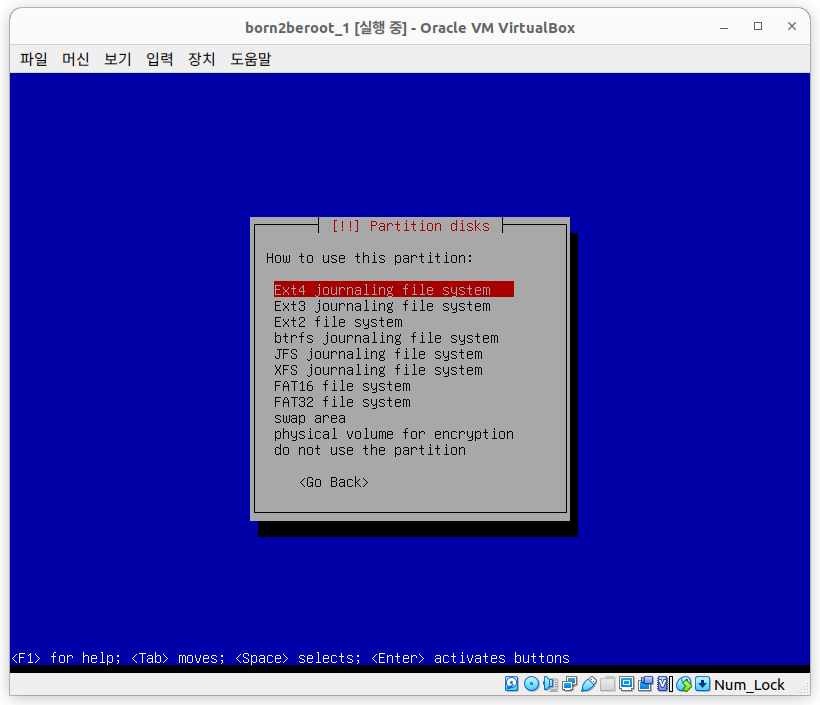 born2beroot_1 [실행 중] - Oracle VM VirtualBox
파일 머신 보기 입력 장치 도움말
[!!] Partition disks
How to use this partition:
Ext4 journaling file system
Ext3 journaling file system
Ext2 file system
btrfs journaling file system
JFS journaling file system
XFS journaling file system
FAT16 file system
FAT32 file system
swap area
physical volume for encryption
do not use the partition
<Go Back>
<F1> for help; <Tab> moves; <Space> selects; <Enter> activates buttons
Num_Lock